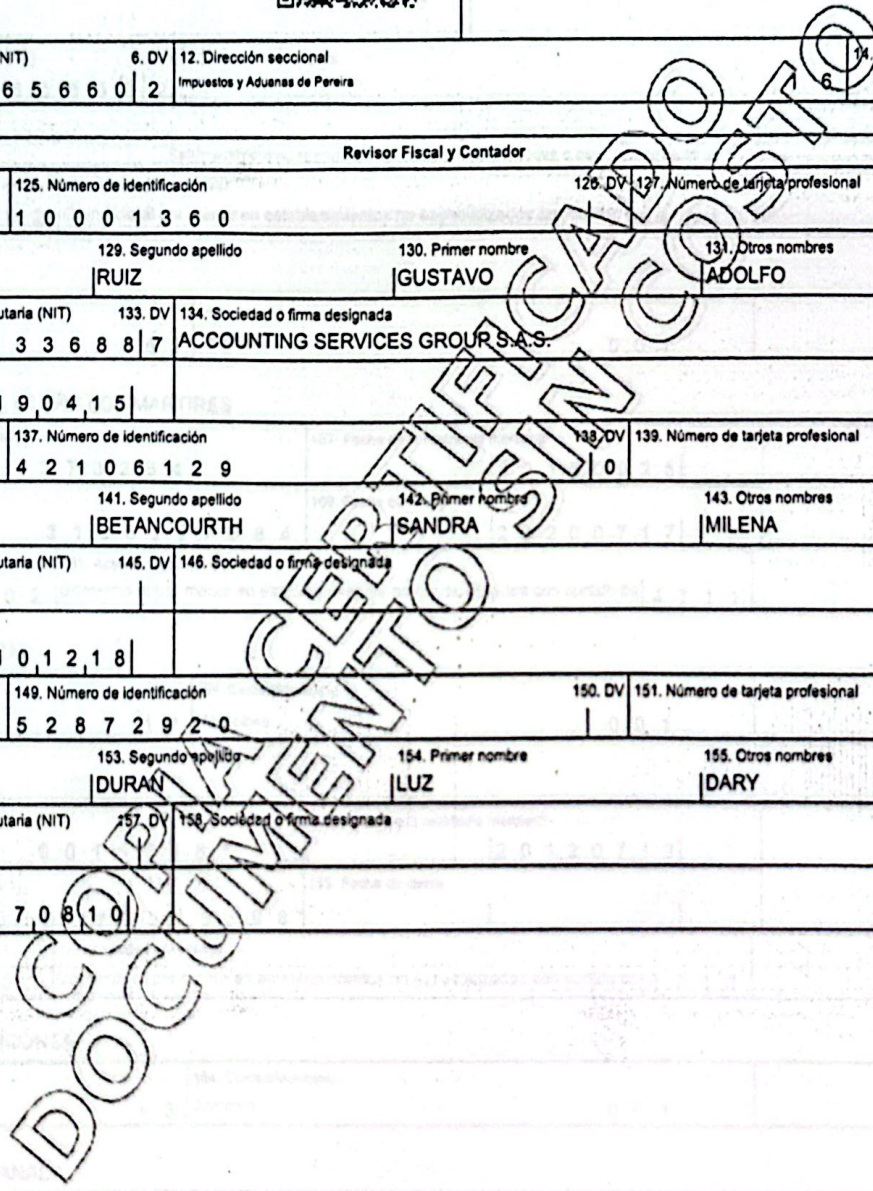 NIT) 6. DV 12. Dirección seccional 14.
6 5 6 6 0 2 Impuestos y Aduanas de Pereira 1 6
Revisor Fiscal y Contador
125. Número de identificación 126. DV 127. Número de tarjeta profesional
1 0 0 0 1 3 6 0
129. Segundo apellido 130. Primer nombre 131. Otros nombres
RUIZ GUSTAVO ADOLFO
utaria (NIT) 133. DV 134. Sociedad o firma designada
3 3 6 8 8 7 ACCOUNTING SERVICES GROUP S.A.S.
9 0 4 1 5
137. Número de identificación 138. DV 139. Número de tarjeta profesional
4 2 1 0 6 1 2 9 0
141. Segundo apellido 142. Primer nombre 143. Otros nombres
BETANCOURTH SANDRA MILENA
utaria (NIT) 145. DV 146. Sociedad o firma designada
0 1 2 1 8
149. Número de identificación 150. DV 151. Número de tarjeta profesional
5 2 8 7 2 9 2 0
153. Segundo apellido 154. Primer nombre 155. Otros nombres
DURAN LUZ DARY
utaria (NIT) 157. DV 158. Sociedad o firma designada
7 0 8 1 0
COPIA CERTIFICADO
DOCUMENTO SIN COSTO